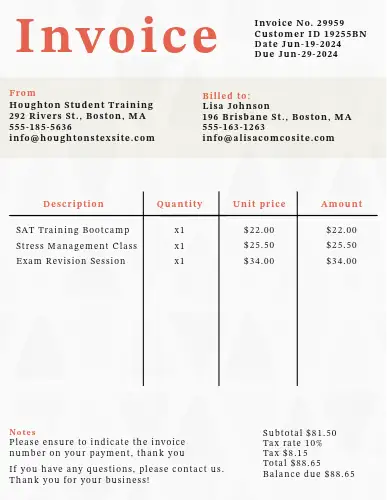 Invoice
Invoice No. 29959
Customer ID 19255BN
Date Jun-19-2024
Due Jun-29-2024
From
Houghton Student Training
292 Rivers St., Boston, MA
555-185-5636
info@houghtonstexsite.com
Billed to:
Lisa Johnson
196 Brisbane St., Boston, MA
555-163-1263
info@alisacomcosite.com
Description Quantity Unit price Amount
SAT Training Bootcamp x1 $22.00 $22.00
Stress Management Class x1 $25.50 $25.50
Exam Revision Session x1 $34.00 $34.00
Notes
Please ensure to indicate the invoice
number on your payment, thank you
If you have any questions, please contact us.
Thank you for your business!
Subtotal $81.50
Tax rate 10%
Tax $8.15
Total $88.65
Balance due $88.65